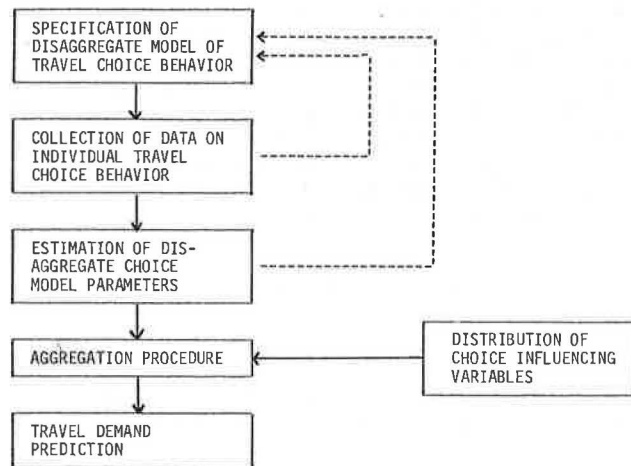 SPECIFICATION OF
DISAGGREGATE MODEL OF
TRAVEL CHOICE BEHAVIOR
COLLECTION OF DATA ON
INDIVIDUAL TRAVEL
CHOICE BEHAVIOR
ESTIMATION OF DIS-
AGGREGATE CHOICE
MODEL PARAMETERS
AGGREGATION PROCEDURE
DISTRIBUTION OF
CHOICE INFLUENCING
VARIABLES
TRAVEL DEMAND
PREDICTION